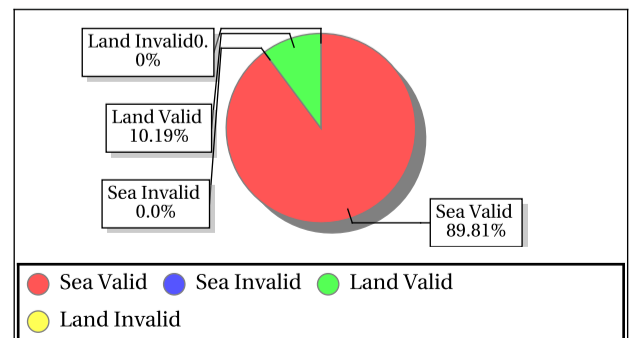 Land Invalid0.
0%
Land Valid
10.19%
Sea Invalid
0.0%
Sea Valid
89.81%
Sea Valid Sea Invalid Land Valid
Land Invalid